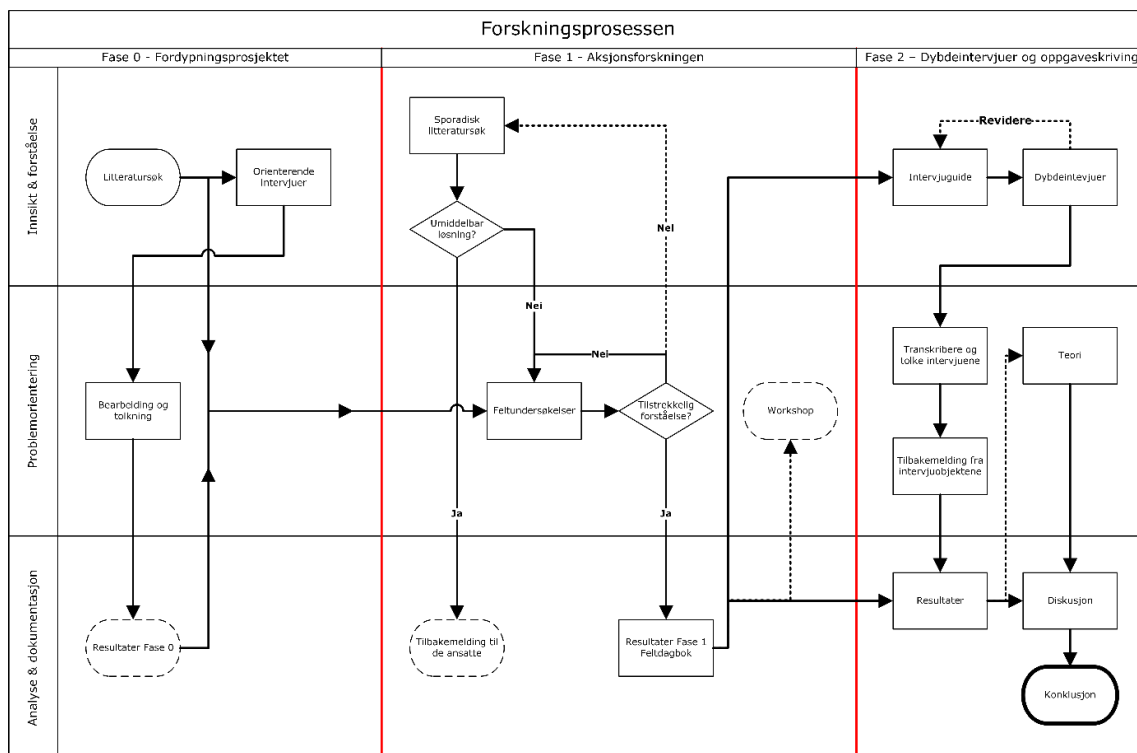 Forskningsprosessen
Fase 0 - Fordypningsprosjektet
Fase 1 - Aksjonsforskningen
Fase 2 – Dybdeintervjuer og oppgaveskriving
Innsikt & forståelse
Litteratursøk
Orienterende
intervjuer
Sporadisk
litteratursøk
Umiddelbar
løsning?
Nei
Revidere
Intervjuguide
Dybdeintevjuer
Problemorientering
Bearbeiding og
tolkning
Nei
Nei
Feltundersøkelser
Tilstrekkelig
forståelse?
Workshop
Transkribere og
tolke intervjuene
Teori
Tilbakemelding fra
intervjuobjektene
Ja
Ja
Analyse & dokumentasjon
Resultater Fase 0
Tilbakemelding til
de ansatte
Resultater Fase 1
Feltdagbok
Resultater
Diskusjon
Konklusjon